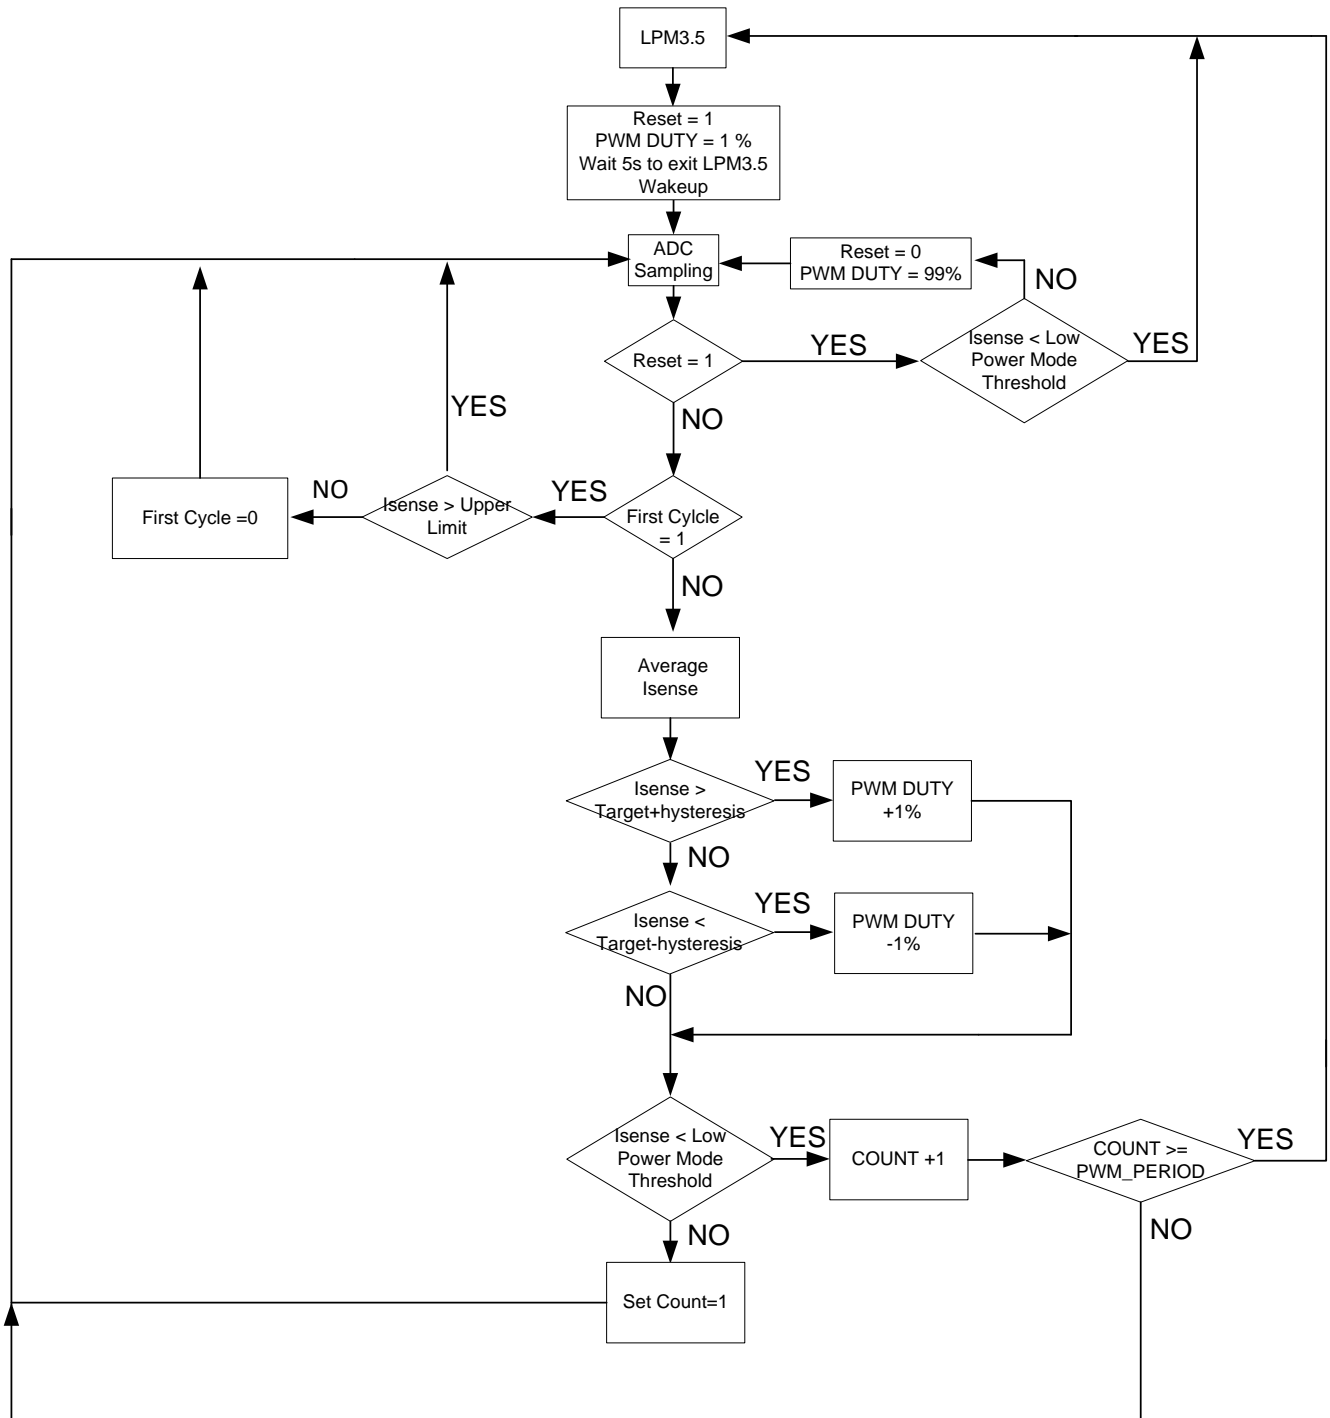 LPM3.5
Reset = 1
PWM DUTY = 1 %
Wait 5s to exit LPM3.5
Wakeup
ADC
Sampling
Reset = 0
PWM DUTY = 99%
NO
Reset = 1
YES
Isense < Low
Power Mode
Threshold
YES
NO
YES
First Cycle =0
NO
Isense > Upper
Limit
YES
First Cylcle
= 1
NO
Average
Isense
Isense >
Target+hysteresis
YES
PWM DUTY
+1%
NO
Isense <
Target-hysteresis
YES
PWM DUTY
-1%
NO
Isense < Low
Power Mode
Threshold
YES
COUNT +1
COUNT >=
PWM_PERIOD
YES
NO
NO
Set Count=1